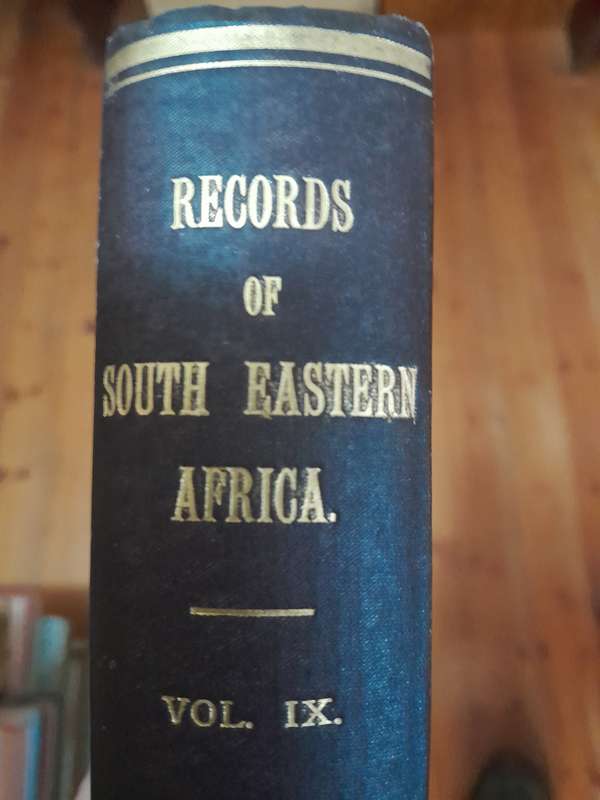 RECORDS
OF
SOUTH EASTERN
AFRICA.
VOL. IX.